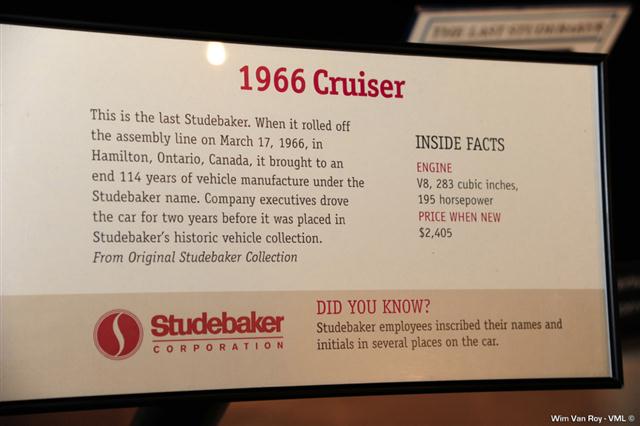 THE LAST STUDEBAKER
1966 Cruiser
This is the last Studebaker. When it rolled off
the assembly line on March 17, 1966, in
Hamilton, Ontario, Canada, it brought to an
end 114 years of vehicle manufacture under the
Studebaker name. Company executives drove
the car for two years before it was placed in
Studebaker's historic vehicle collection.
From Original Studebaker Collection
INSIDE FACTS
ENGINE
V8, 283 cubic inches,
195 horsepower
PRICE WHEN NEW
$2,405
Studebaker
CORPORATION
DID YOU KNOW?
Studebaker employees inscribed their names and
initials in several places on the car.
Wim Van Roy - VML ©